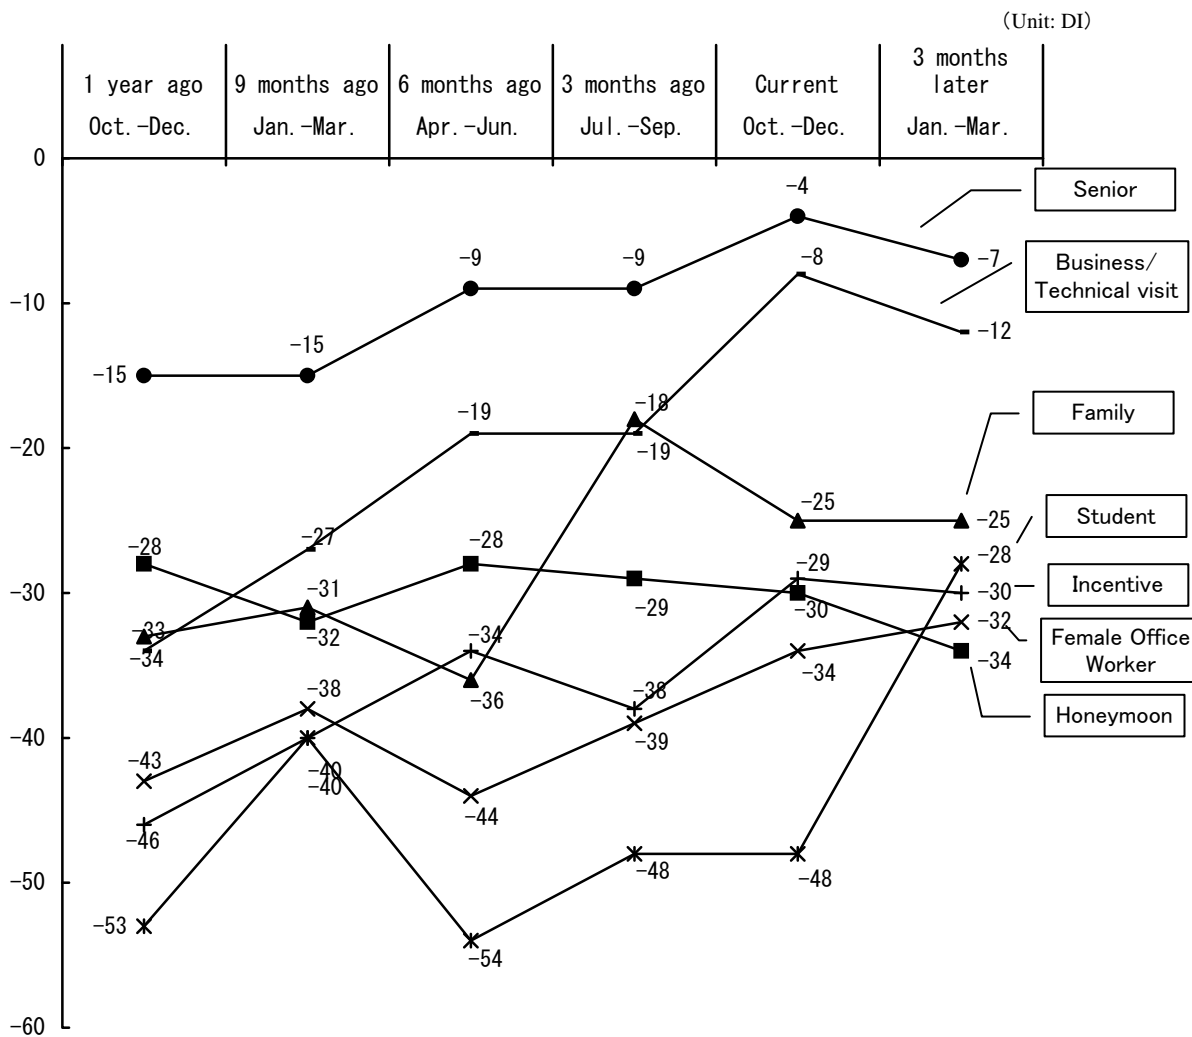 (Unit: DI)
1 year ago
Oct.-Dec.
9 months ago
Jan.-Mar.
6 months ago
Apr.-Jun.
3 months ago
Jul.-Sep.
Current
Oct.-Dec.
3 months
later
Jan.-Mar.
0
-10
-20
-30
-40
-50
-60
-15
-15
-9
-9
-4
-7
-34
-27
-19
-19
-8
-12
-33
-31
-36
-18
-25
-25
-28
-32
-28
-29
-30
-34
-43
-38
-44
-39
-34
-32
-46
-40
-34
-38
-29
-30
-53
-40
-54
-48
-48
-28
Senior
Business/
Technical visit
Family
Student
Incentive
Female Office
Worker
Honeymoon